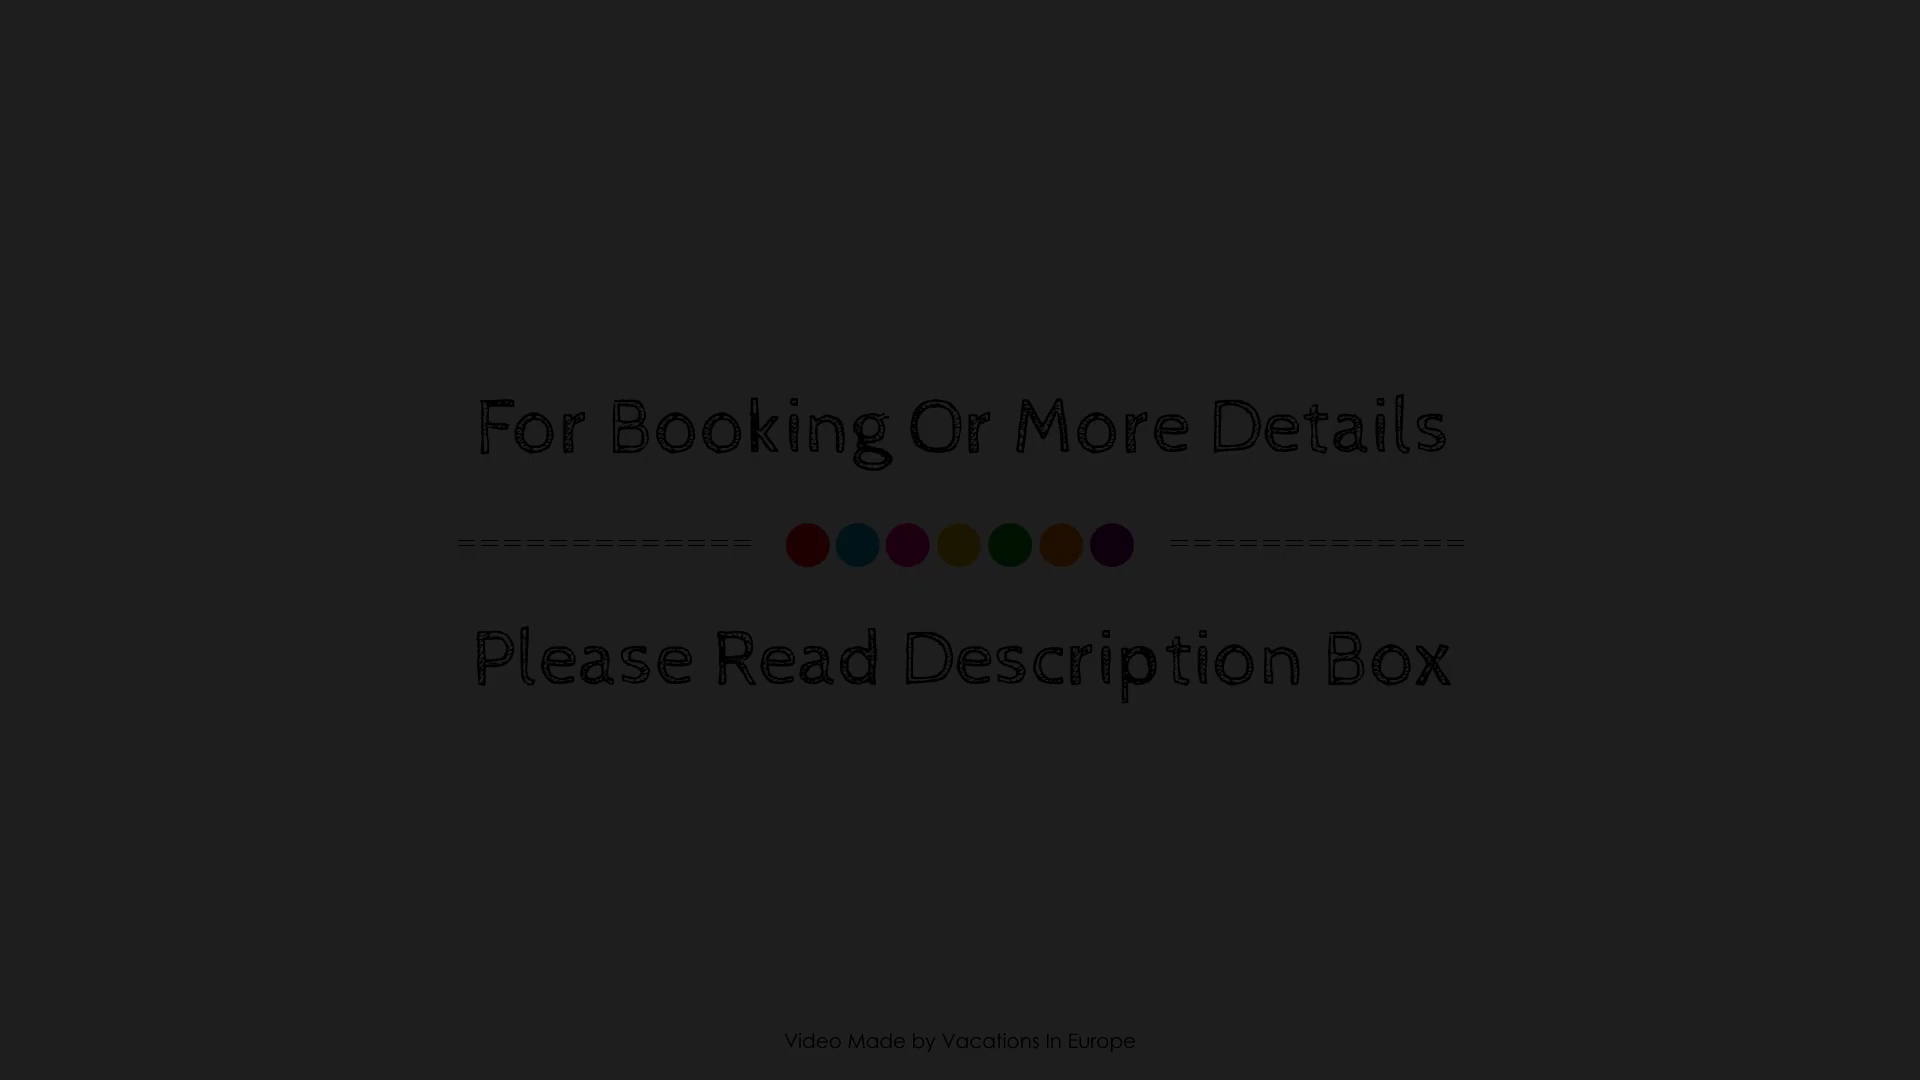 For Booking Or More Details
============= =============
Please Read Description Box
Video Made by Vacations In Europe